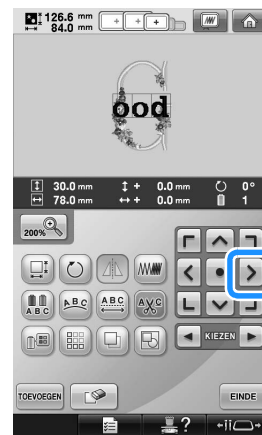 126.6 mm
84.0 mm
ood
30.0 mm + 0.0 mm 0°
78.0 mm + 0.0 mm 1
200%
A B C A B C A B C
KIEZEN
TOEVOEGEN EINDE
?